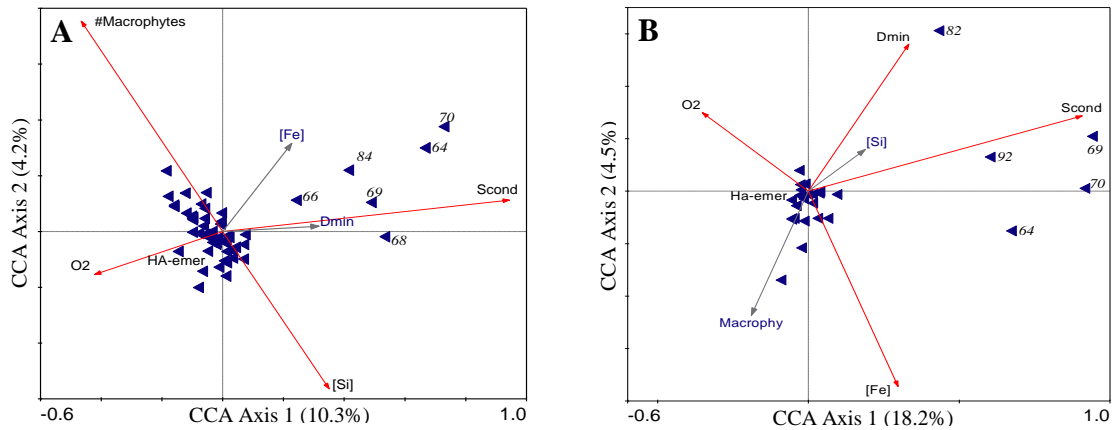 A
#Macrophytes
[Fe]
70
64
84
66
69
Scond
Dmin
68
O2
HA-emer
[Si]
CCA Axis 2 (4.2%)
-0.6
CCA Axis 1 (10.3%)
1.0
B
82
Dmin
O2
Scond
[Si]
92
69
70
Ha-emer
64
Macrophy
[Fe]
CCA Axis 2 (4.5%)
-0.6
CCA Axis 1 (18.2%)
1.0